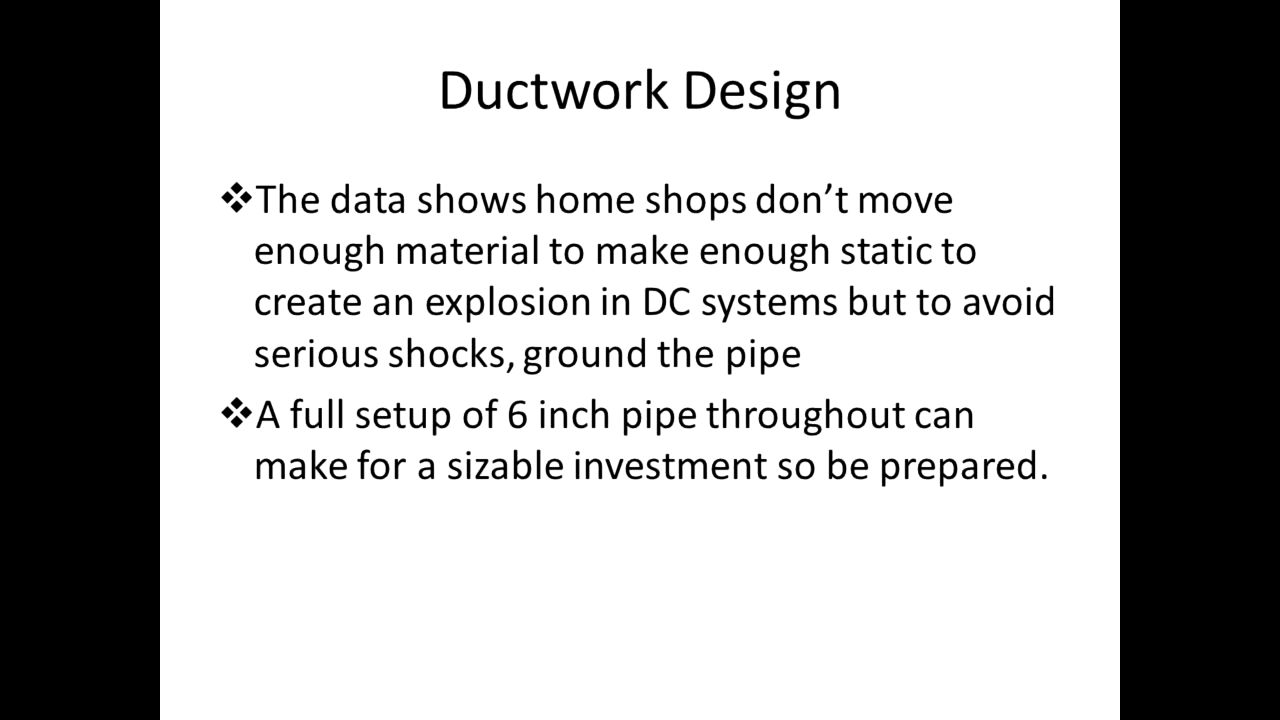 Ductwork Design
❖The data shows home shops don’t move
enough material to make enough static to
create an explosion in DC systems but to avoid
serious shocks, ground the pipe
❖A full setup of 6 inch pipe throughout can
make for a sizable investment so be prepared.